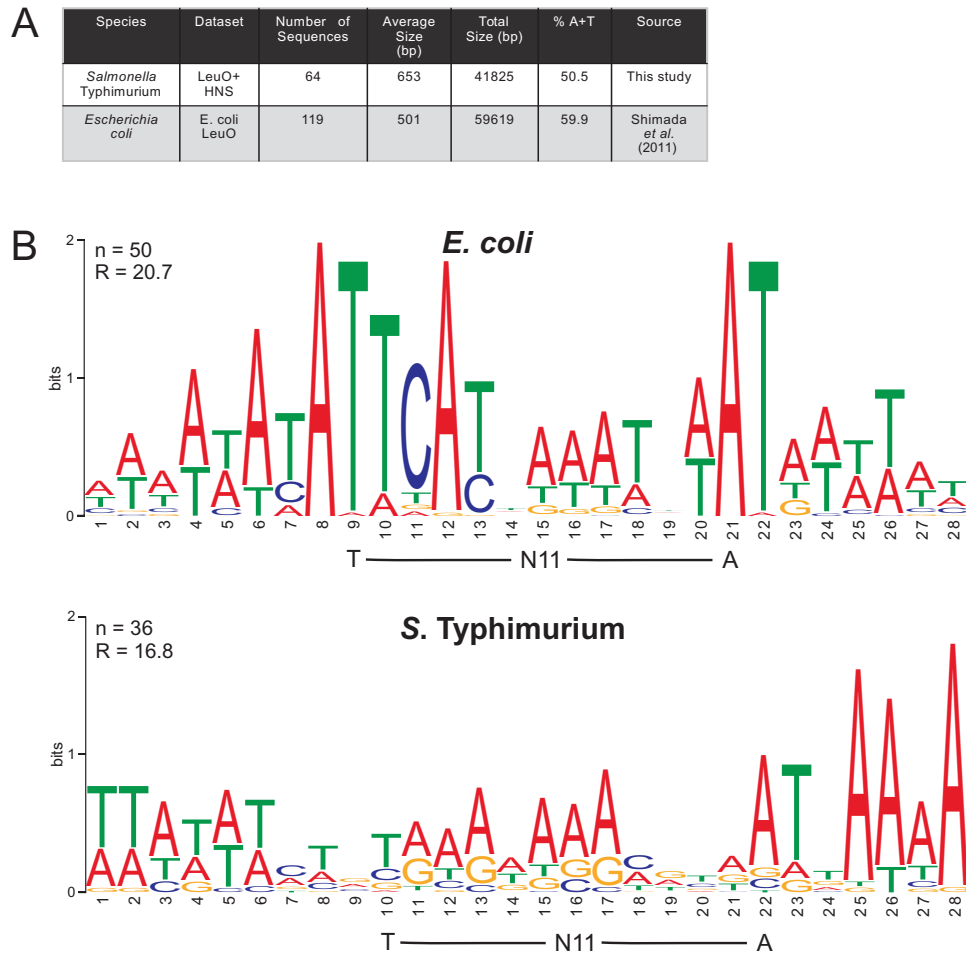 A
Species Dataset Number of Sequences Average Size (bp) Total Size (bp) % A+T Source
Salmonella Typhimurium LeuO+ HNS 64 653 41825 50.5 This study
Escherichia coli E. coli LeuO 119 501 59619 59.9 Shimada et al. (2011)
B
E. coli
n = 50
R = 20.7
2
1
0
bits
1 2 3 4 5 6 7 8 9 10 11 12 13 14 15 16 17 18 19 20 21 22 23 24 25 26 27 28
T N11 A
S. Typhimurium
n = 36
R = 16.8
2
1
0
bits
1 2 3 4 5 6 7 8 9 10 11 12 13 14 15 16 17 18 19 20 21 22 23 24 25 26 27 28
T N11 A